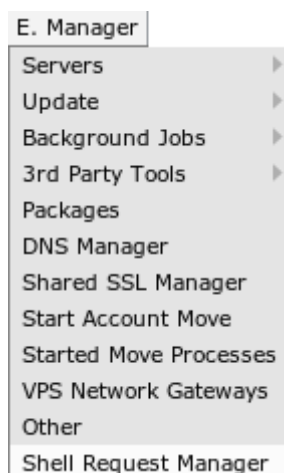 E. Manager
Servers
Update
Background Jobs
3rd Party Tools
Packages
DNS Manager
Shared SSL Manager
Start Account Move
Started Move Processes
VPS Network Gateways
Other
Shell Request Manager